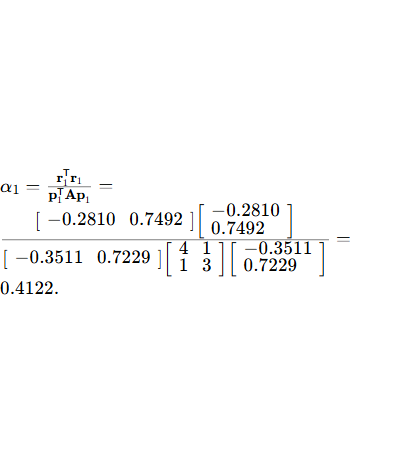 α₁ = r₁ᵀr₁ / p₁ᵀAp₁ =
[ −0.2810 0.7492 ] [ −0.2810
0.7492 ]
[ −0.3511 0.7229 ] [ 4 1
1 3 ] [ −0.3511
0.7229 ] =
0.4122.